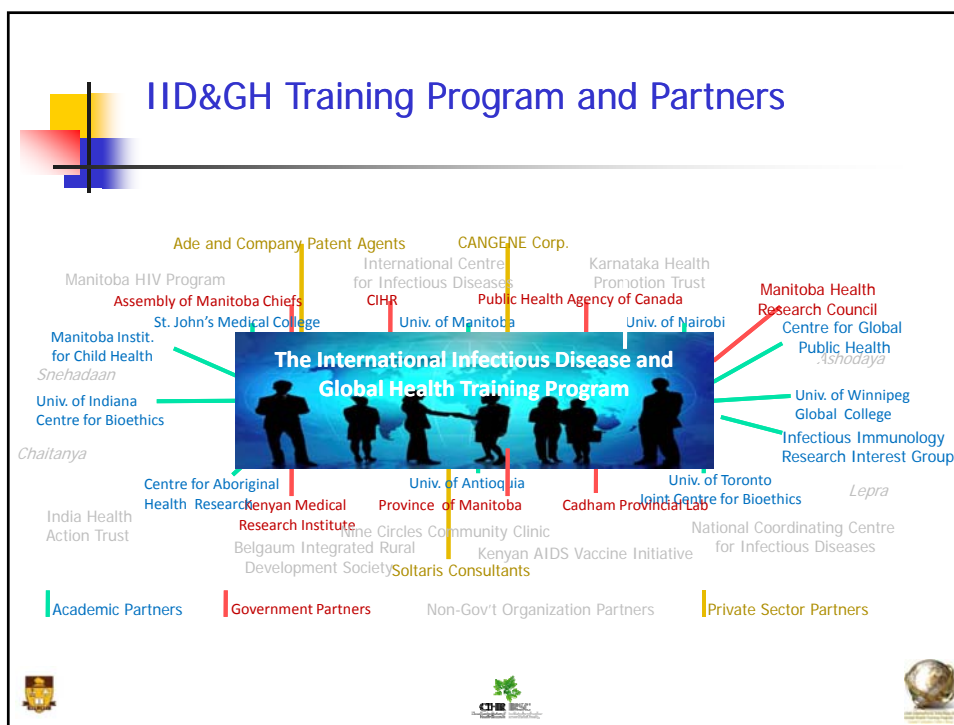 IID&GH Training Program and Partners
Ade and Company Patent Agents
CANGENE Corp.
Manitoba HIV Program
International Centre
for Infectious Diseases
Karnataka Health
Promotion Trust
Assembly of Manitoba Chiefs
CIHR
Public Health Agency of Canada
Manitoba Health
Research Council
St. John's Medical College
Univ. of Manitoba
Univ. of Nairobi
Centre for Global
Public Health
Ashodaya
Manitoba Instit.
for Child Health
Snehadaan
The International Infectious Disease and
Global Health Training Program
Univ. of Indiana
Centre for Bioethics
Univ. of Winnipeg
Global College
Chaitanya
Infectious Immunology
Research Interest Group
Centre for Aboriginal
Health Research
Univ. of Antioquia
Univ. of Toronto
Joint Centre for Bioethics
Lepra
Kenyan Medical
Research Institute
Province of Manitoba
Cadham Provincial Lab
India Health
Action Trust
Nine Circles Community Clinic
National Coordinating Centre
for Infectious Diseases
Belgaum Integrated Rural
Development Society
Kenyan AIDS Vaccine Initiative
Soltaris Consultants
Academic Partners
Government Partners
Non-Gov't Organization Partners
Private Sector Partners
CIHR IRSC